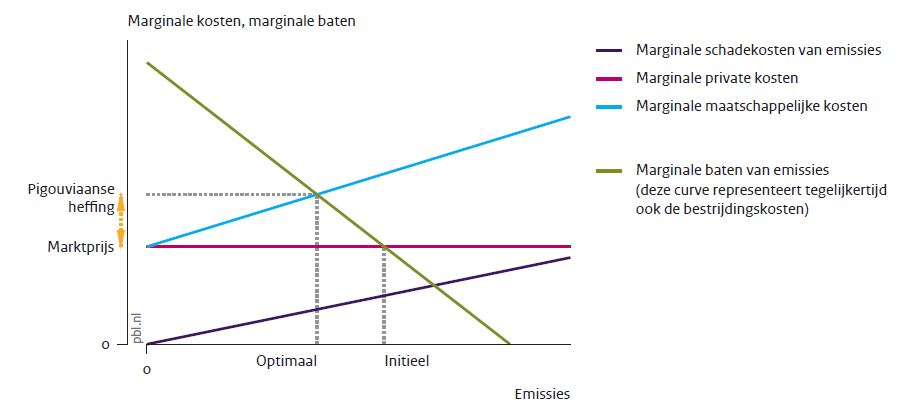 Marginale kosten, marginale baten
Marginale schadekosten van emissies
Marginale private kosten
Marginale maatschappelijke kosten
Marginale baten van emissies
(deze curve representeert tegelijkertijd
ook de bestrijdingskosten)
Pigouviaanse
heffing
Marktprijs
pbl.nl
0
0
Optimaal
Initieel
Emissies